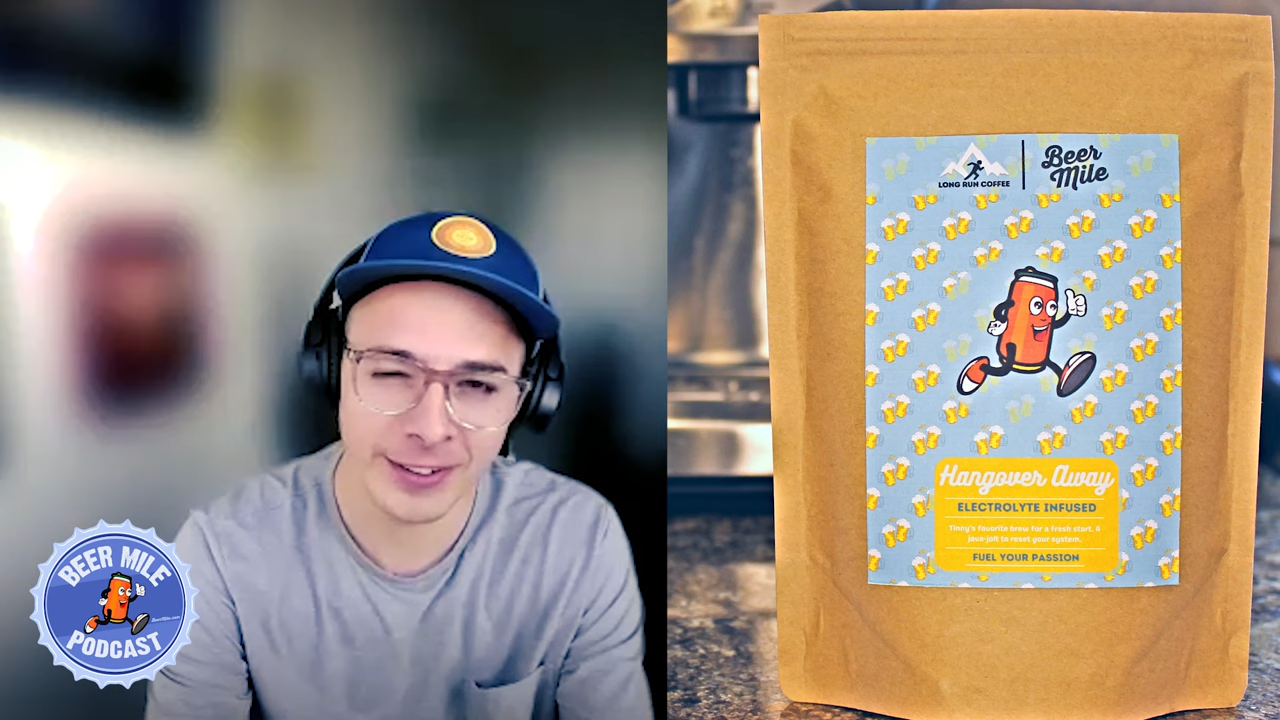 BEER MILE
PODCAST
LONG RUN COFFEE
Beer
Mile
Hangover Away
ELECTROLYTE INFUSED
Tinny's favorite brew for a fresh start. A
java-jolt to reset your system.
FUEL YOUR PASSION